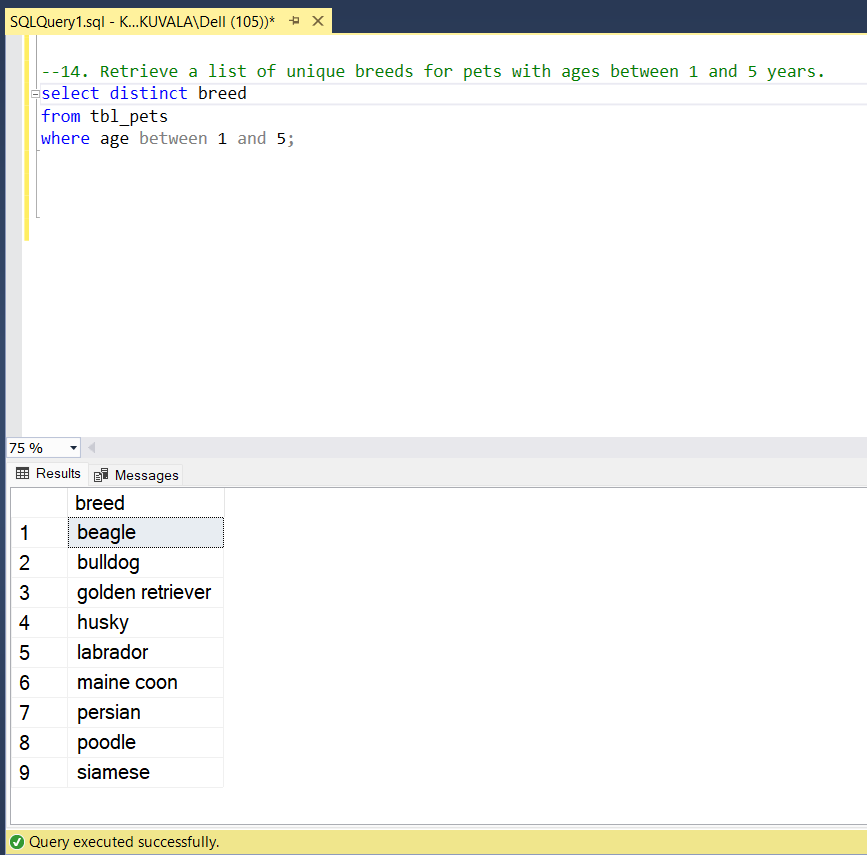 SQLQuery1.sql - K...KUVALA\Dell (105))*
--14. Retrieve a list of unique breeds for pets with ages between 1 and 5 years.
select distinct breed
from tbl_pets
where age between 1 and 5;
75 %
Results Messages
breed
1 beagle
2 bulldog
3 golden retriever
4 husky
5 labrador
6 maine coon
7 persian
8 poodle
9 siamese
Query executed successfully.